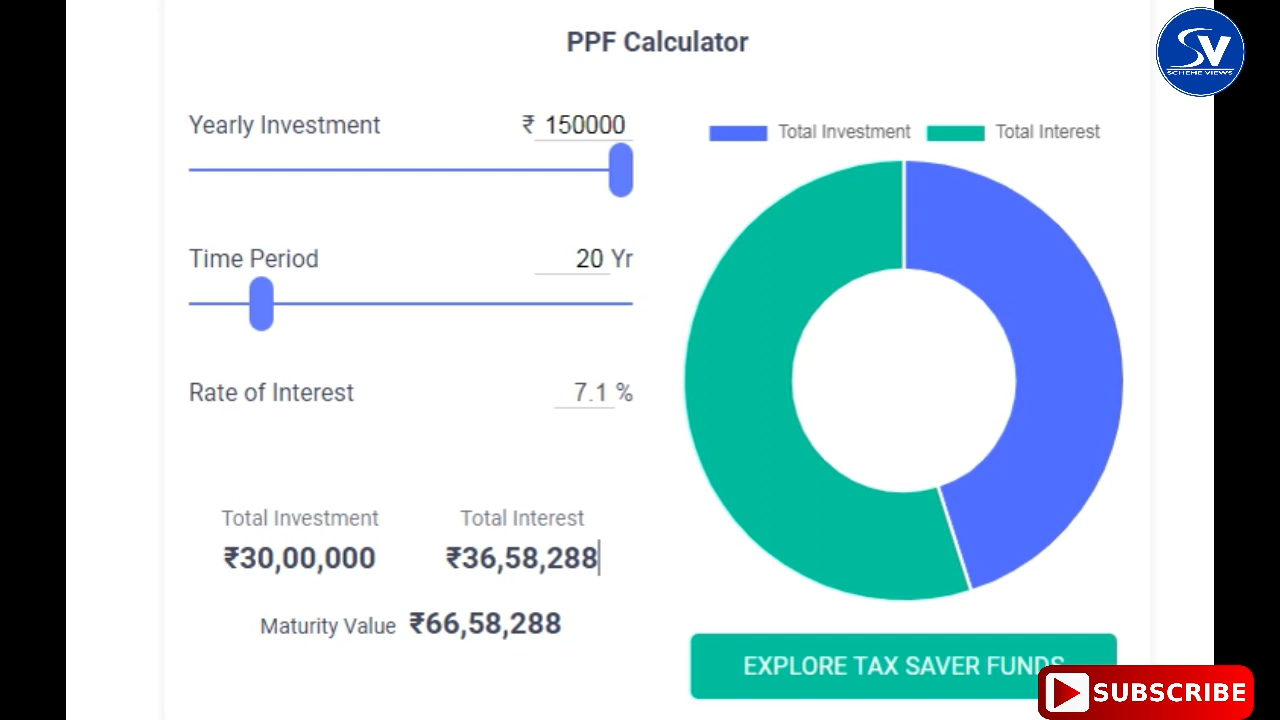 PPF Calculator
SV
SCHEME VIEWS
Yearly Investment ₹ 150000
Total Investment Total Interest
Time Period 20 Yr
Rate of Interest 7.1 %
Total Investment Total Interest
₹30,00,000 ₹36,58,288
Maturity Value ₹66,58,288
EXPLORE TAX SAVER FUNDS
SUBSCRIBE